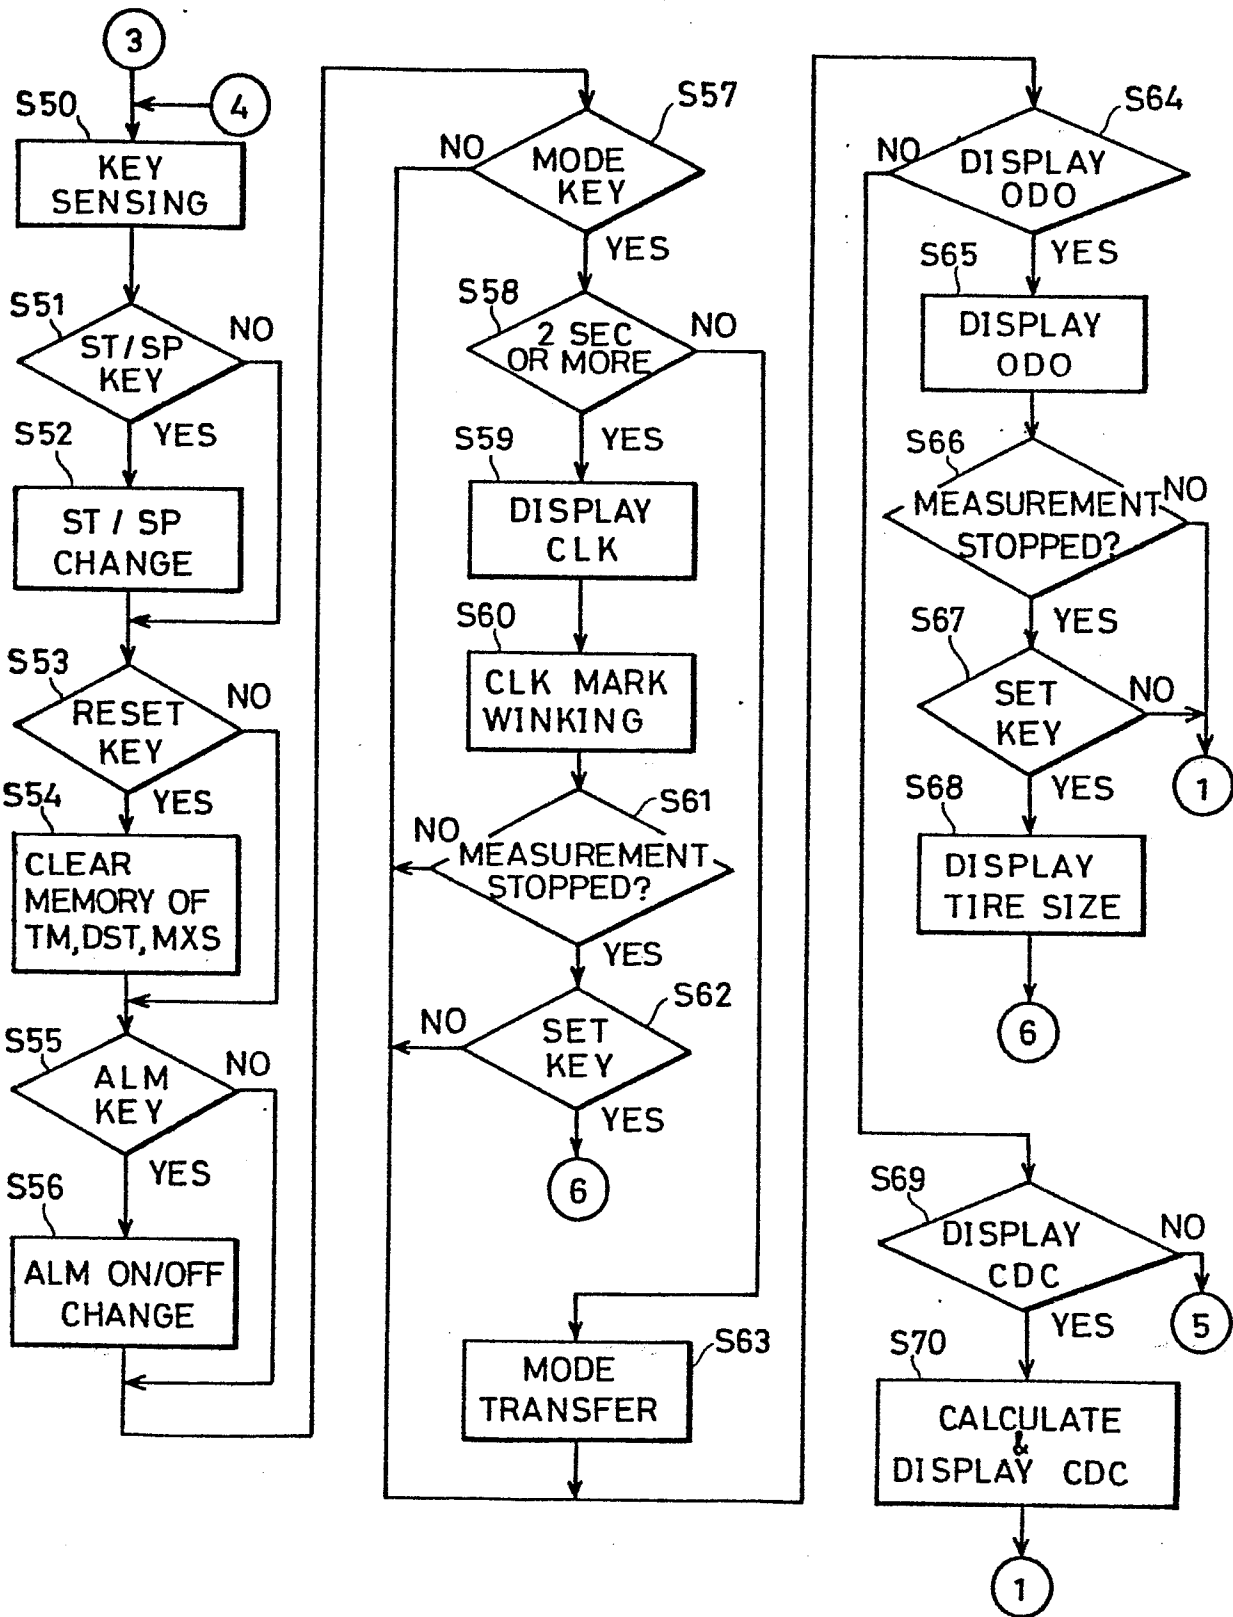 3
4
S50
KEY
SENSING
S51
ST/SP
KEY
NO
YES
S52
ST/SP
CHANGE
S53
RESET
KEY
NO
YES
S54
CLEAR
MEMORY OF
TM,DST,MXS
S55
ALM
KEY
NO
YES
S56
ALM ON/OFF
CHANGE
S57
NO
MODE
KEY
YES
S58
2 SEC
OR MORE
NO
YES
S59
DISPLAY
CLK
S60
CLK MARK
WINKING
S61
NO
MEASUREMENT
STOPPED?
YES
S62
NO
SET
KEY
YES
6
S63
MODE
TRANSFER
S64
NO
DISPLAY
ODO
YES
S65
DISPLAY
ODO
S66
MEASUREMENT
STOPPED?
NO
YES
S67
SET
KEY
NO
1
YES
S68
DISPLAY
TIRE SIZE
6
S69
DISPLAY
CDC
NO
5
YES
S70
CALCULATE
&
DISPLAY CDC
1